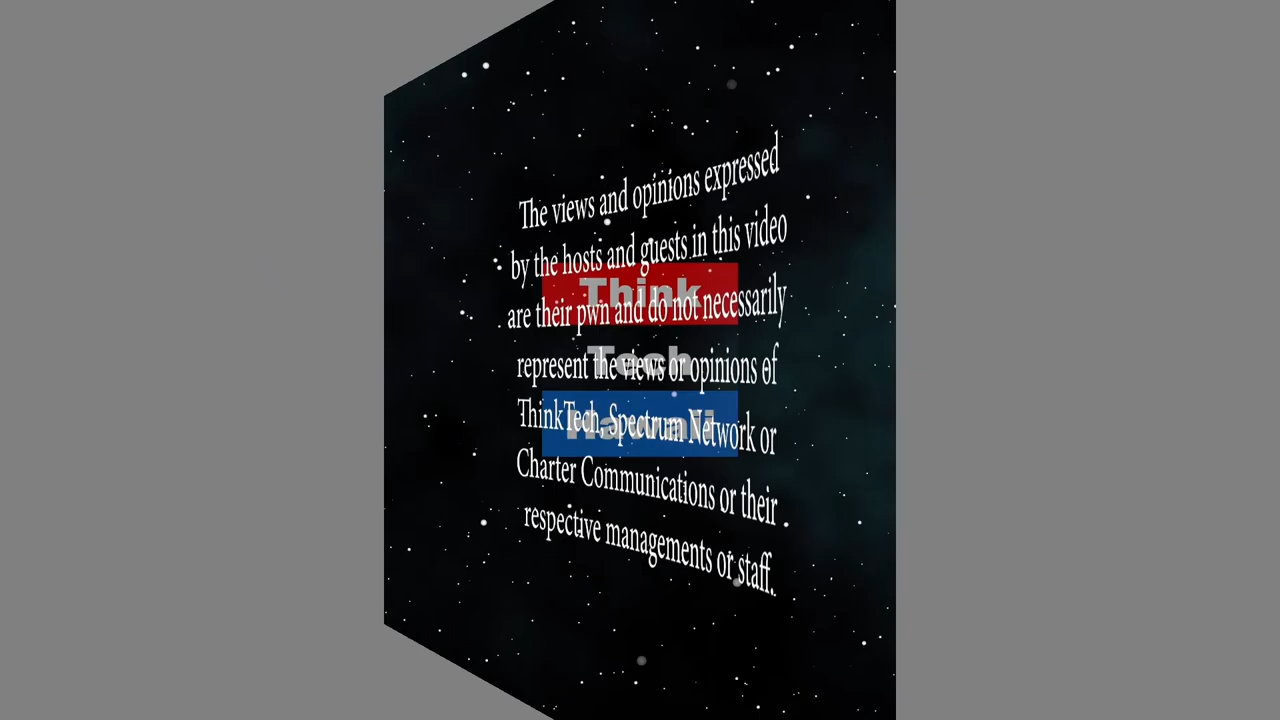 The views and opinions expressed
by the hosts and guests in this video
are their pwn and do not necessarily
represent the views or opinions of
ThinkTech, Spectrum Network or
Charter Communications or their
respective managements or staff.
Think
Tech
Hawaii